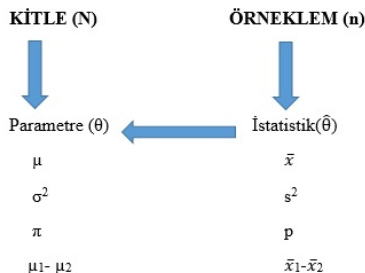 KİTLE (N) ÖRNEKLEM (n)
Parametre (θ) İstatistik(θ̂)
μ x̄
σ² s²
π p
μ₁- μ₂ x̄₁-x̄₂